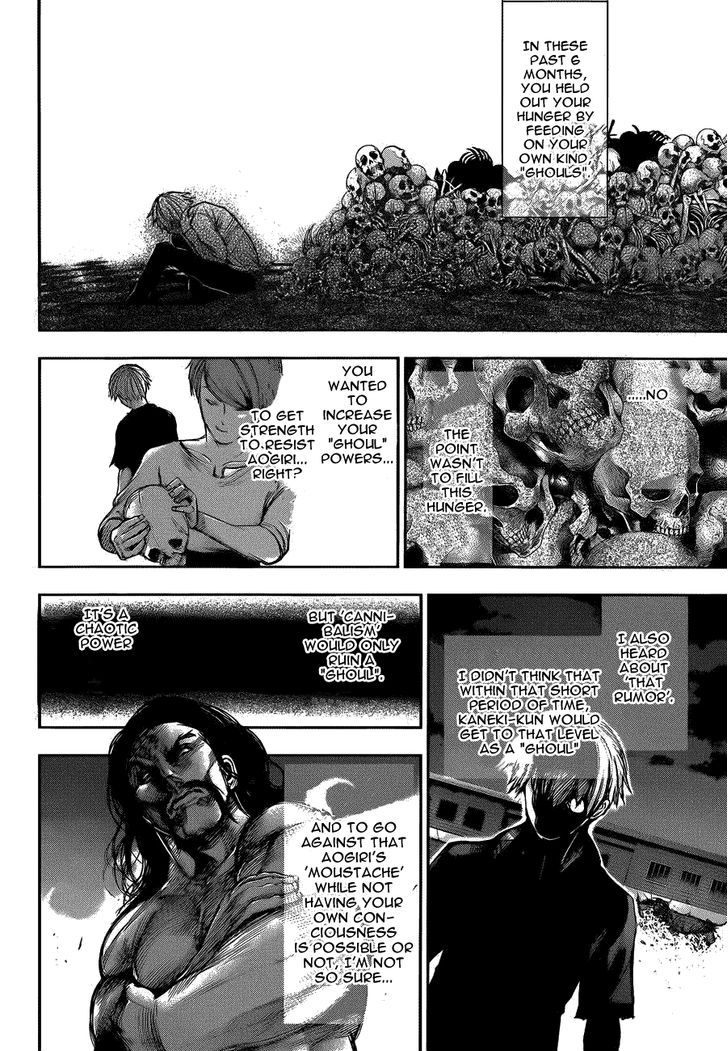 IN THESE
PAST 6
MONTHS,
YOU HELD
OUT YOUR
HUNGER BY
FEEDING
ON YOUR
OWN KIND,
"GHOULS".
.....NO
THE
POINT
WASN'T
TO FILL
THIS
HUNGER.
YOU
WANTED
TO
INCREASE
YOUR
"GHOUL"
POWERS...
TO GET
STRENGTH
TO RESIST
AOGIRI...
RIGHT?
I ALSO
HEARD
ABOUT
'THAT
RUMOR'.
I DIDN'T THINK THAT
WITHIN THAT SHORT
PERIOD OF TIME,
KANEKI-KUN WOULD
GET TO THAT LEVEL
AS A "GHOUL"
BUT 'CANNI-
BALISM'
WOULD ONLY
RUIN A
"GHOUL".
IT'S A
CHAOTIC
POWER
AND TO GO
AGAINST THAT
AOGIRI'S
'MOUSTACHE'
WHILE NOT
HAVING YOUR
OWN CON-
CIOUSNESS
IS POSSIBLE OR
NOT, I'M NOT
SO SURE...